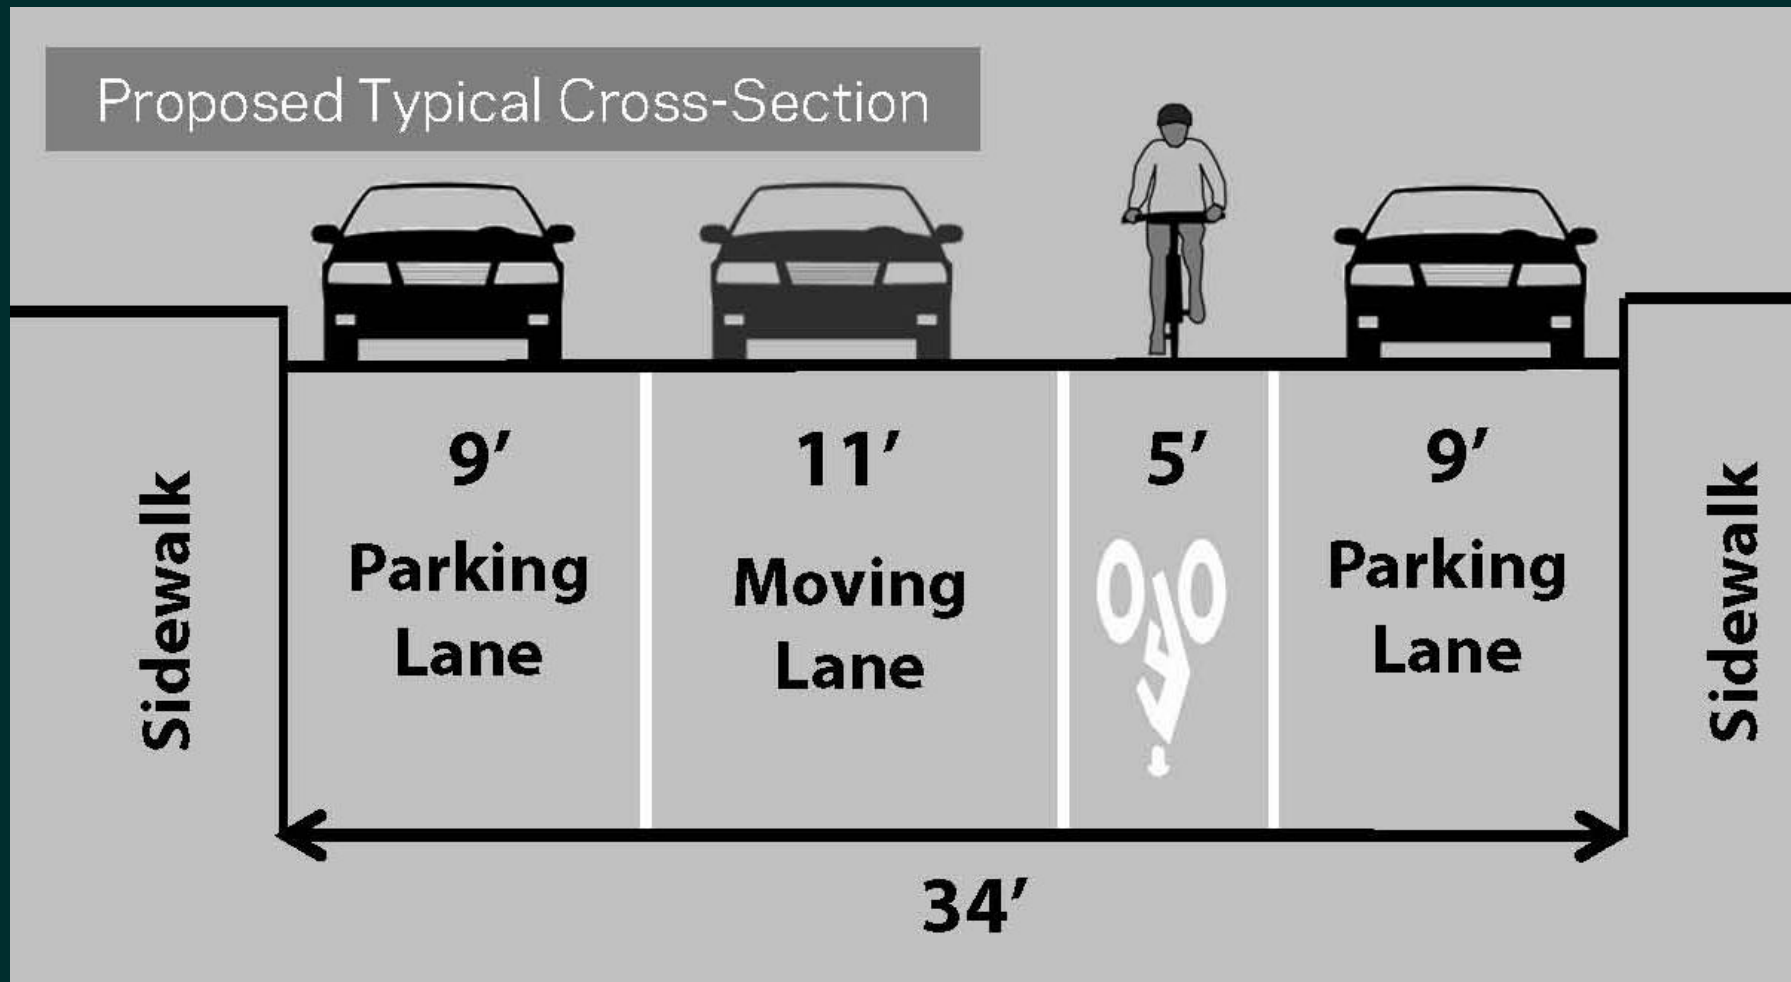 Proposed Typical Cross-Section
Sidewalk
9′
Parking
Lane
11′
Moving
Lane
5′
9′
Parking
Lane
Sidewalk
34′